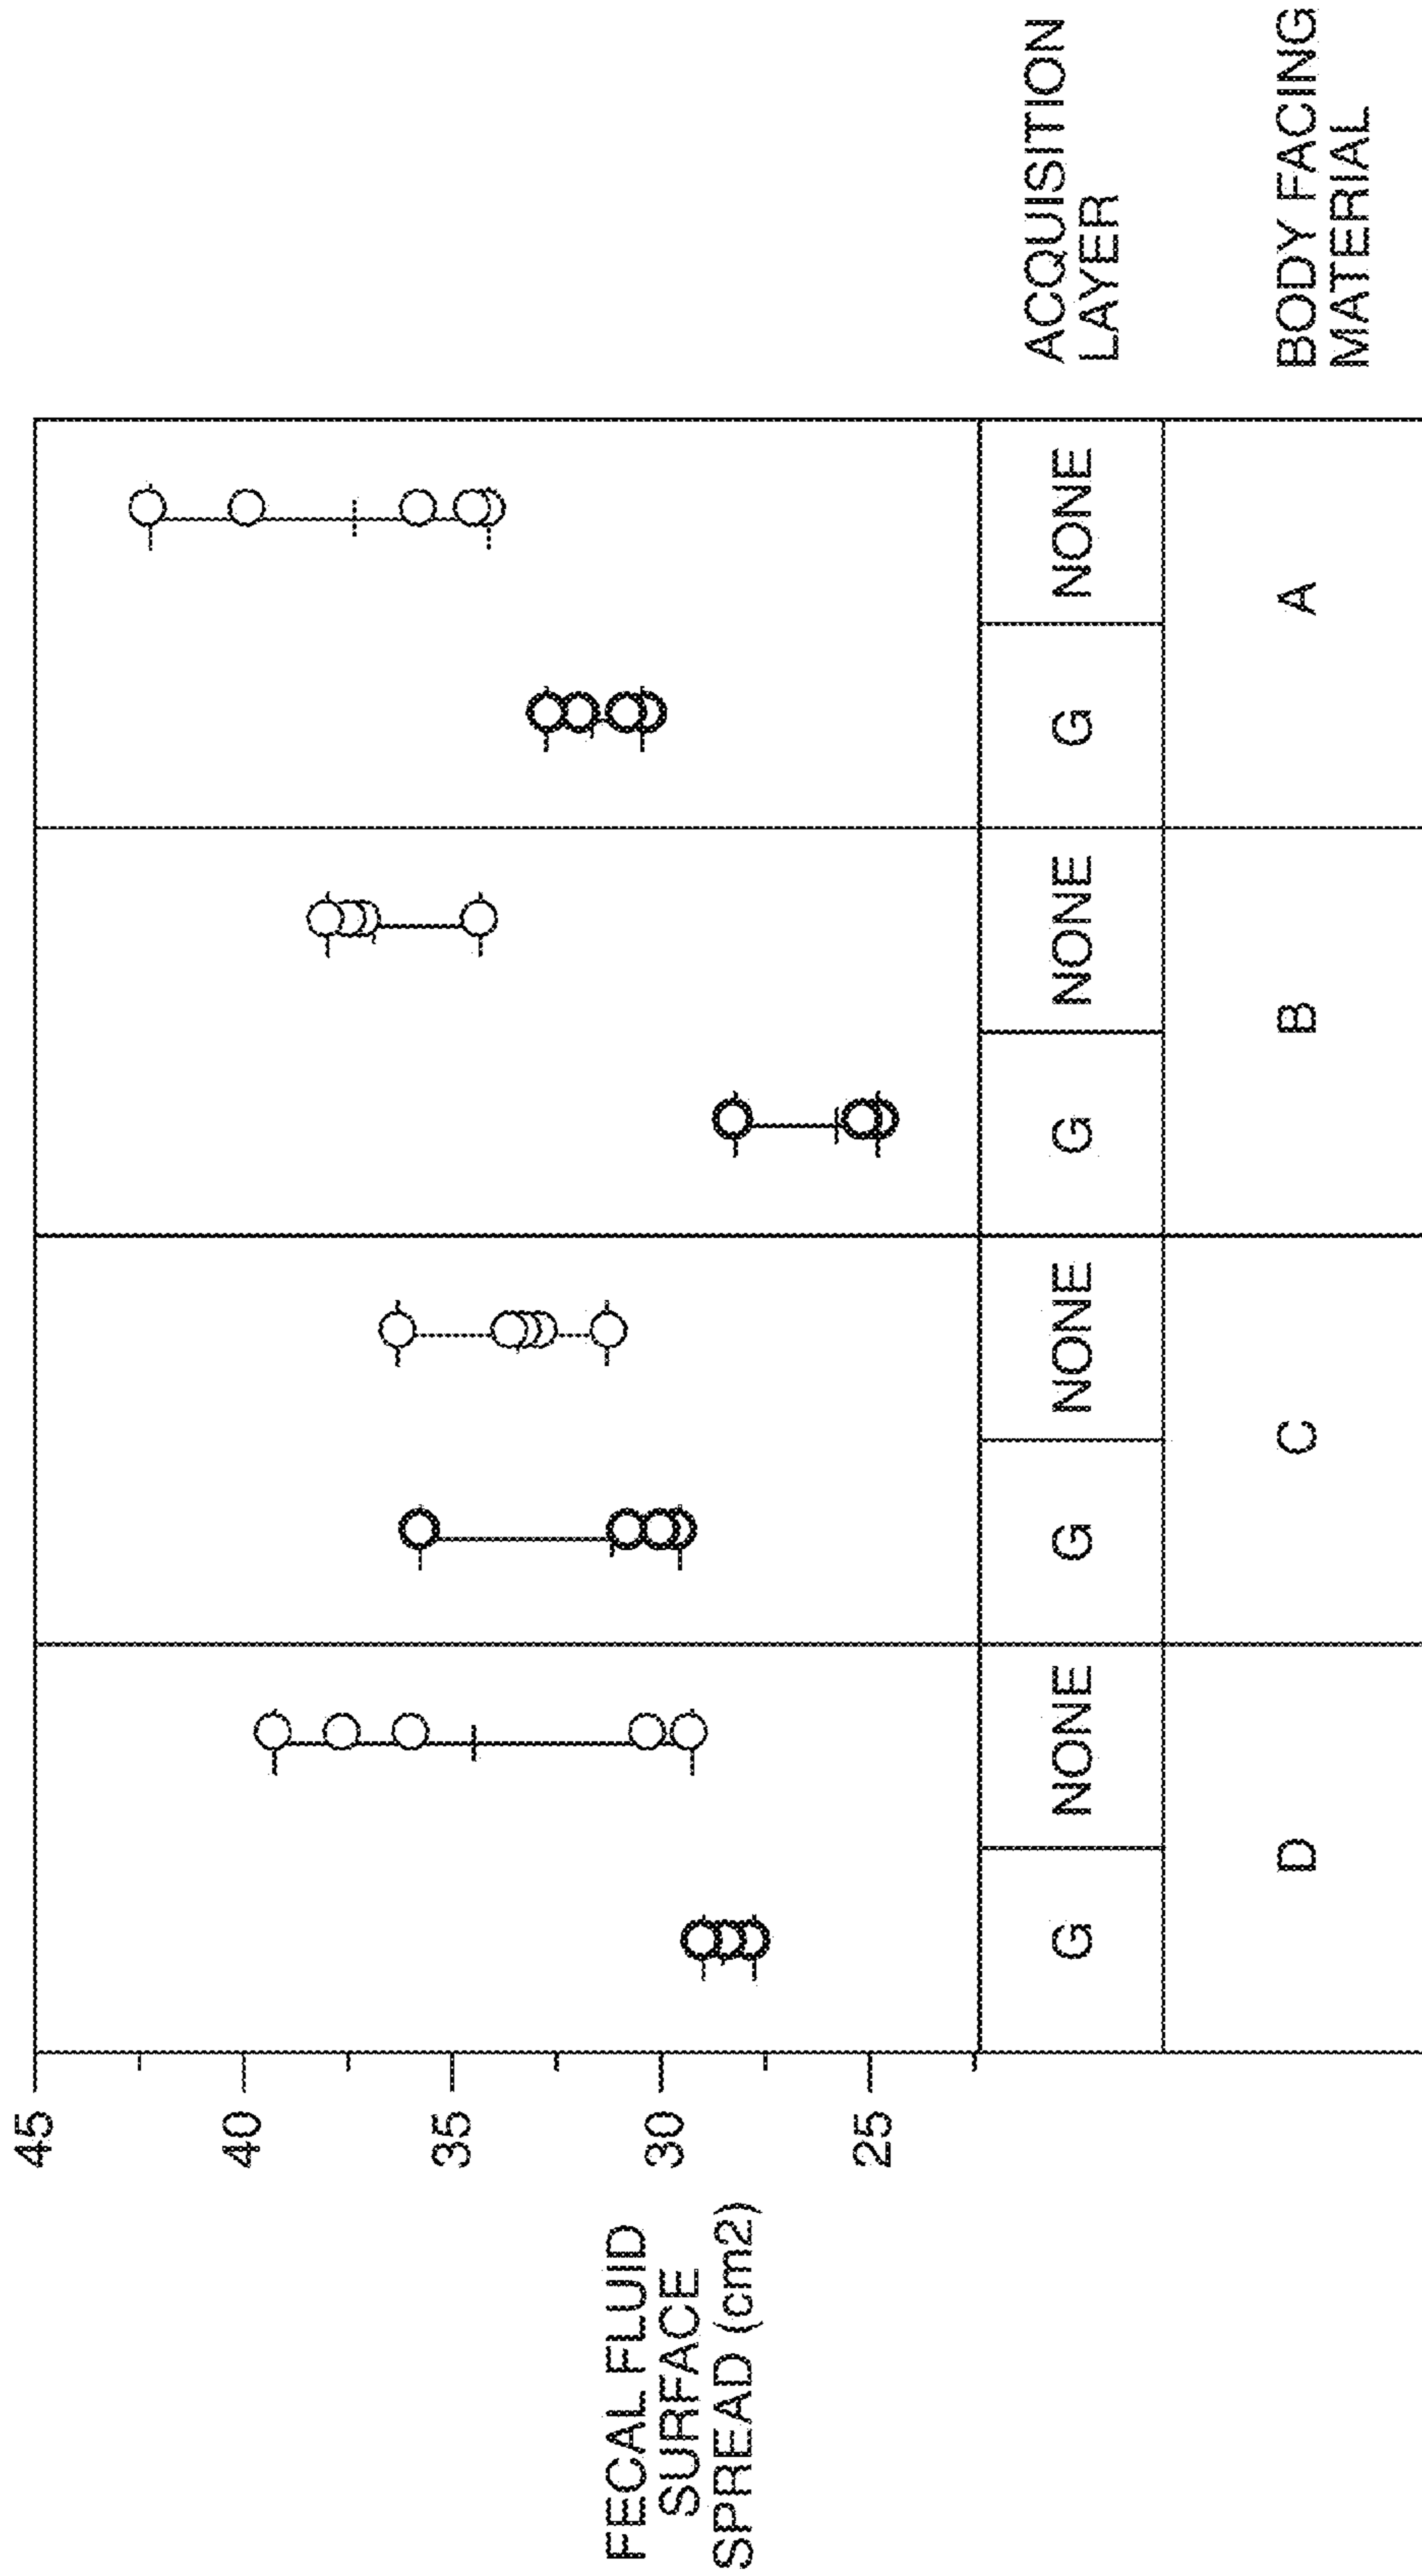 FECAL FLUID
SURFACE
SPREAD (cm2)
45
40
35
30
25
G
NONE
G
NONE
G
NONE
G
NONE
ACQUISITION
LAYER
D
C
B
A
BODY FACING
MATERIAL